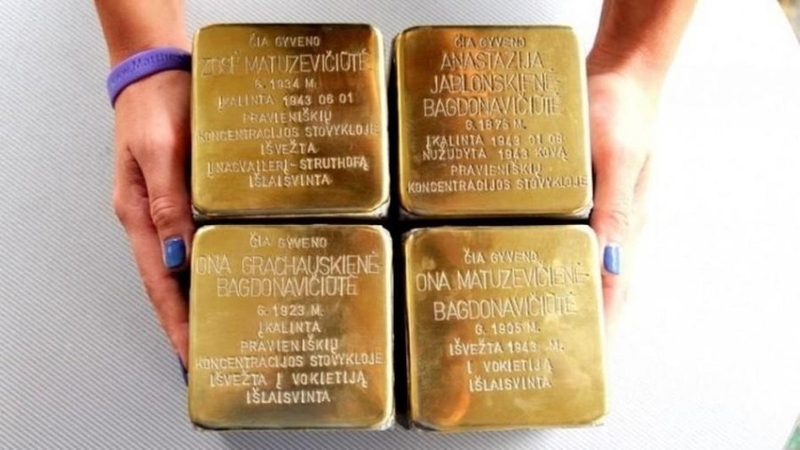 ČIA GYVENO
ZOSĖ MATUZEVIČIŪTĖ
G. 1934 M.
ĮKALINTA 1943 06 01
PRAVIENIŠKIŲ
KONCENTRACIJOS STOVYKLOJE
IŠVEŽTA
Į NACVAILERĮ-STRUTHOFĄ
IŠLAISVINTA
ČIA GYVENO
ANASTAZIJA
JABLONSKIENĖ-
BAGDONAVIČIŪTĖ
G. 1875 M.
ĮKALINTA 1943 01 06
NUŽUDYTA 1943 KOVĄ
PRAVIENIŠKIŲ
KONCENTRACIJOS STOVYKLOJE
ČIA GYVENO
ONA GRACHAUSKIENĖ-
BAGDONAVIČIŪTĖ
G. 1923 M.
ĮKALINTA
PRAVIENIŠKIŲ
KONCENTRACIJOS STOVYKLOJE
IŠVEŽTA Į VOKIETIJĄ
IŠLAISVINTA
ČIA GYVENO
ONA MATUZEVIČIENĖ-
BAGDONAVIČIŪTĖ
G. 1905 M.
IŠVEŽTA 1943 M.
Į VOKIETIJĄ
IŠLAISVINTA